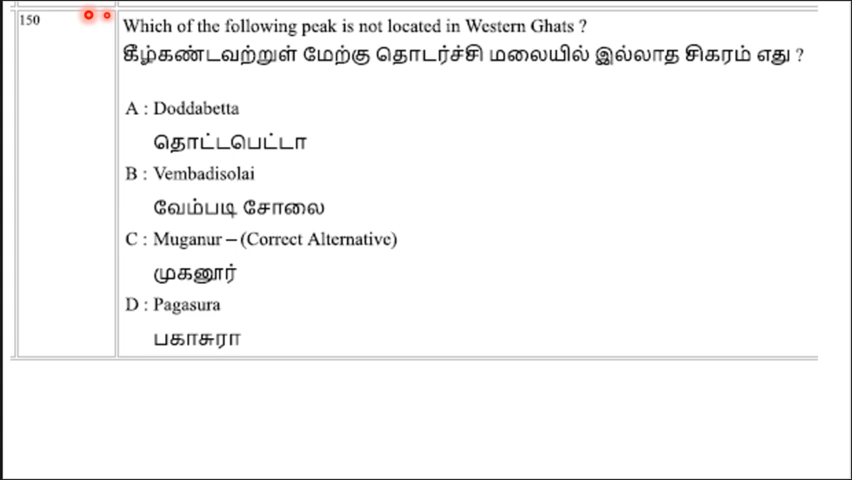 150
Which of the following peak is not located in Western Ghats ?
கீழ்கண்டவற்றுள் மேற்கு தொடர்ச்சி மலையில் இல்லாத சிகரம் எது ?
A : Doddabetta
தொட்டபெட்டா
B : Vembadisolai
வேம்படி சோலை
C : Muganur – (Correct Alternative)
முகனூர்
D : Pagasura
பகாசுரா